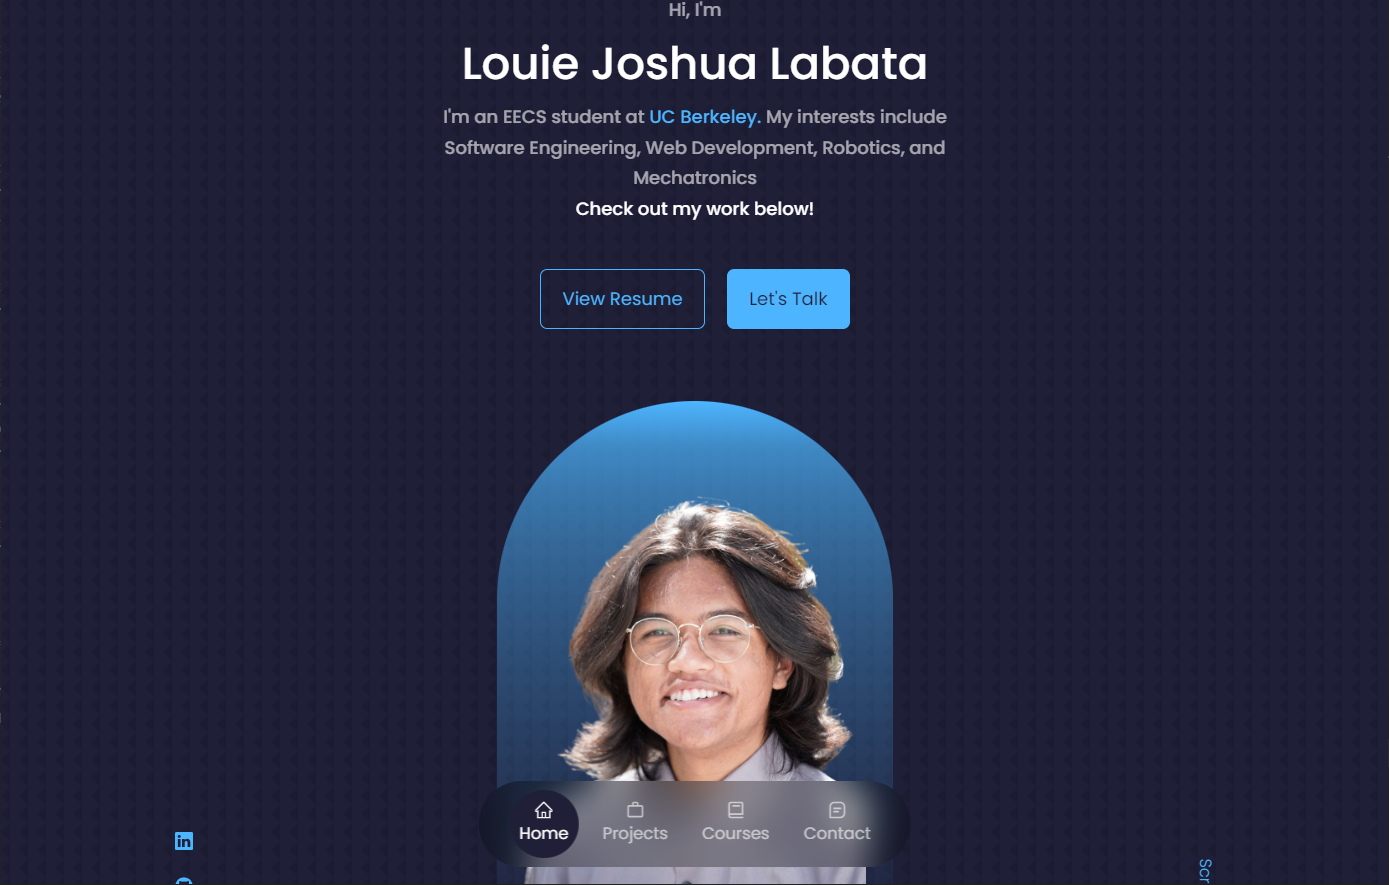 Hi, I'm
Louie Joshua Labata
I'm an EECS student at UC Berkeley. My interests include
Software Engineering, Web Development, Robotics, and
Mechatronics
Check out my work below!
View Resume
Let's Talk
Home
Projects
Courses
Contact
in